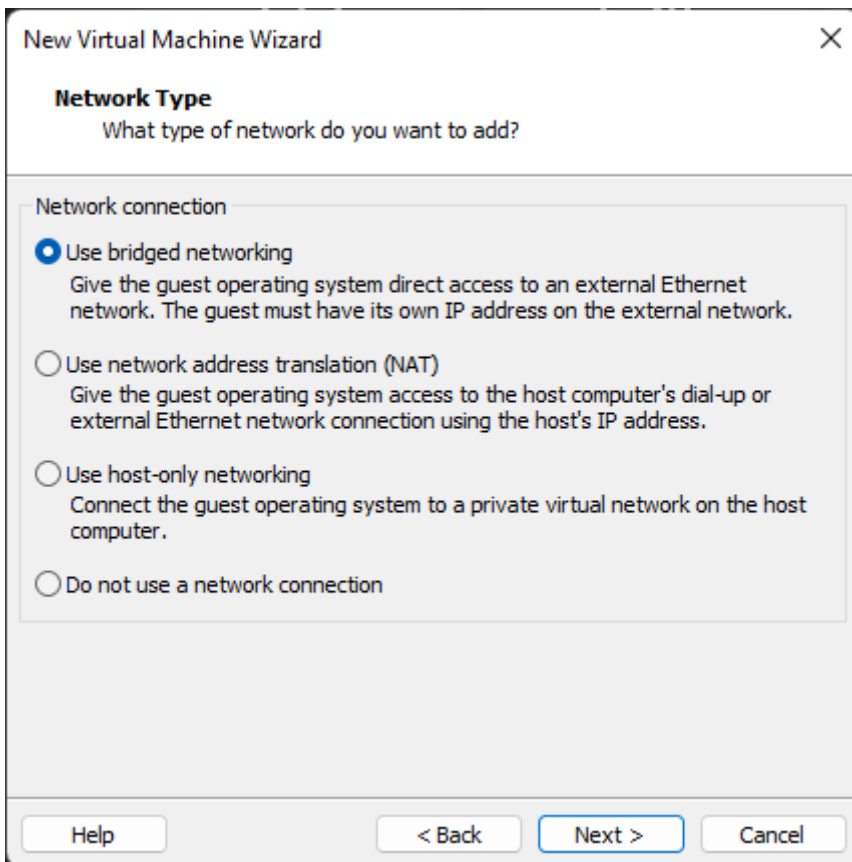 New Virtual Machine Wizard
Network Type
What type of network do you want to add?
Network connection
Use bridged networking
Give the guest operating system direct access to an external Ethernet
network. The guest must have its own IP address on the external network.
Use network address translation (NAT)
Give the guest operating system access to the host computer's dial-up or
external Ethernet network connection using the host's IP address.
Use host-only networking
Connect the guest operating system to a private virtual network on the host
computer.
Do not use a network connection
Help
< Back
Next >
Cancel